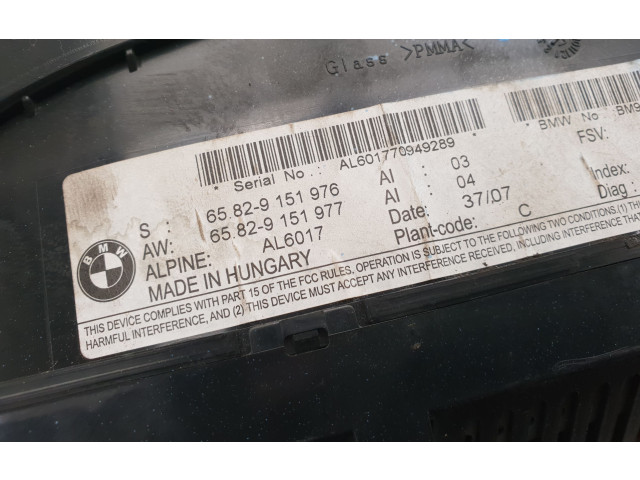 Glass >PMMA<
* Serial No : AL601770949289 *
* BMW No : BM9
S : 65.82-9 151 976 AI : 03
AW: 65.82-9 151 977 AI : 04
ALPINE: AL6017 Date: 37/07
MADE IN HUNGARY Plant-code: C
FSV:
Index:
Diag :
BMW
THIS DEVICE COMPLIES WITH PART 15 OF THE FCC RULES. OPERATION IS SUBJECT TO THE FOLLOWING TWO CONDITIONS:
HARMFUL INTERFERENCE, AND (2) THIS DEVICE MUST ACCEPT ANY INTERFERENCE RECEIVED, INCLUDING INTERFERENCE THA